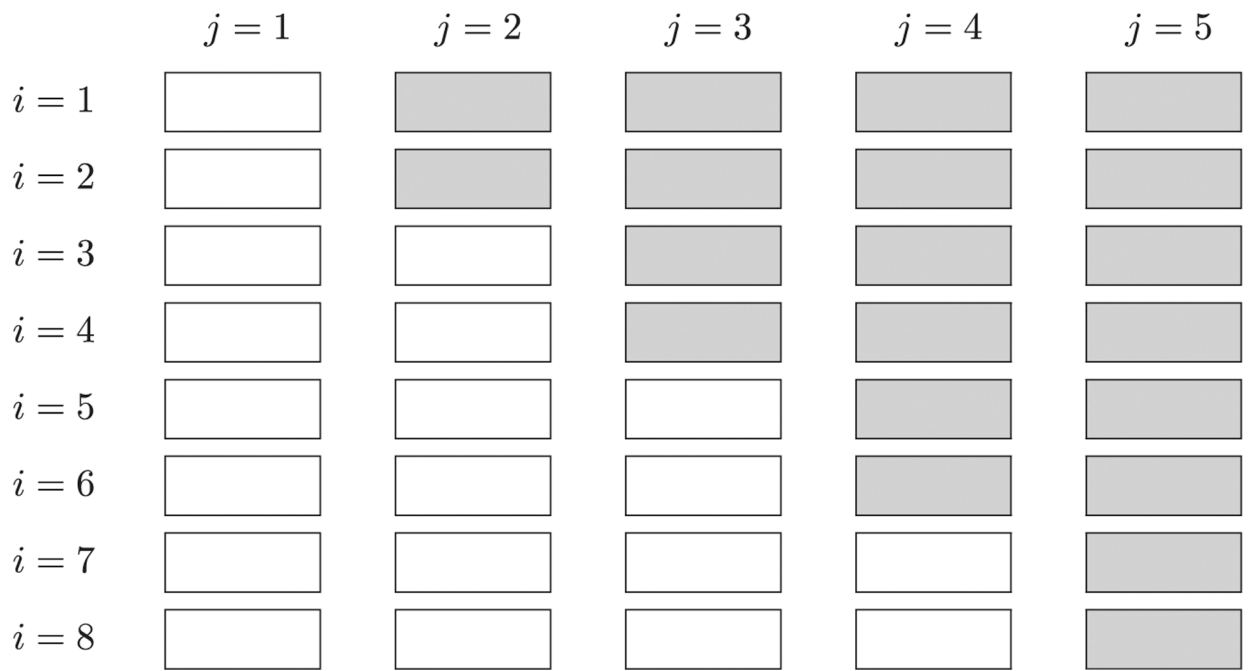 j = 1 j = 2 j = 3 j = 4 j = 5
i = 1
i = 2
i = 3
i = 4
i = 5
i = 6
i = 7
i = 8